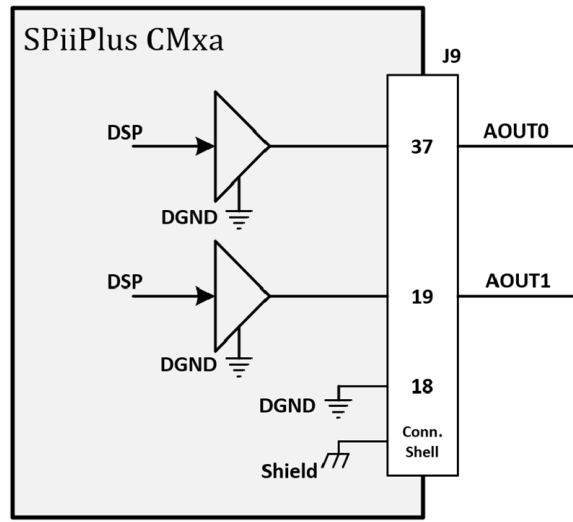 SPiiPlus CMxa
J9
DSP
37
AOUT0
DGND
DSP
19
AOUT1
DGND
18
DGND
Conn.
Shell
Shield